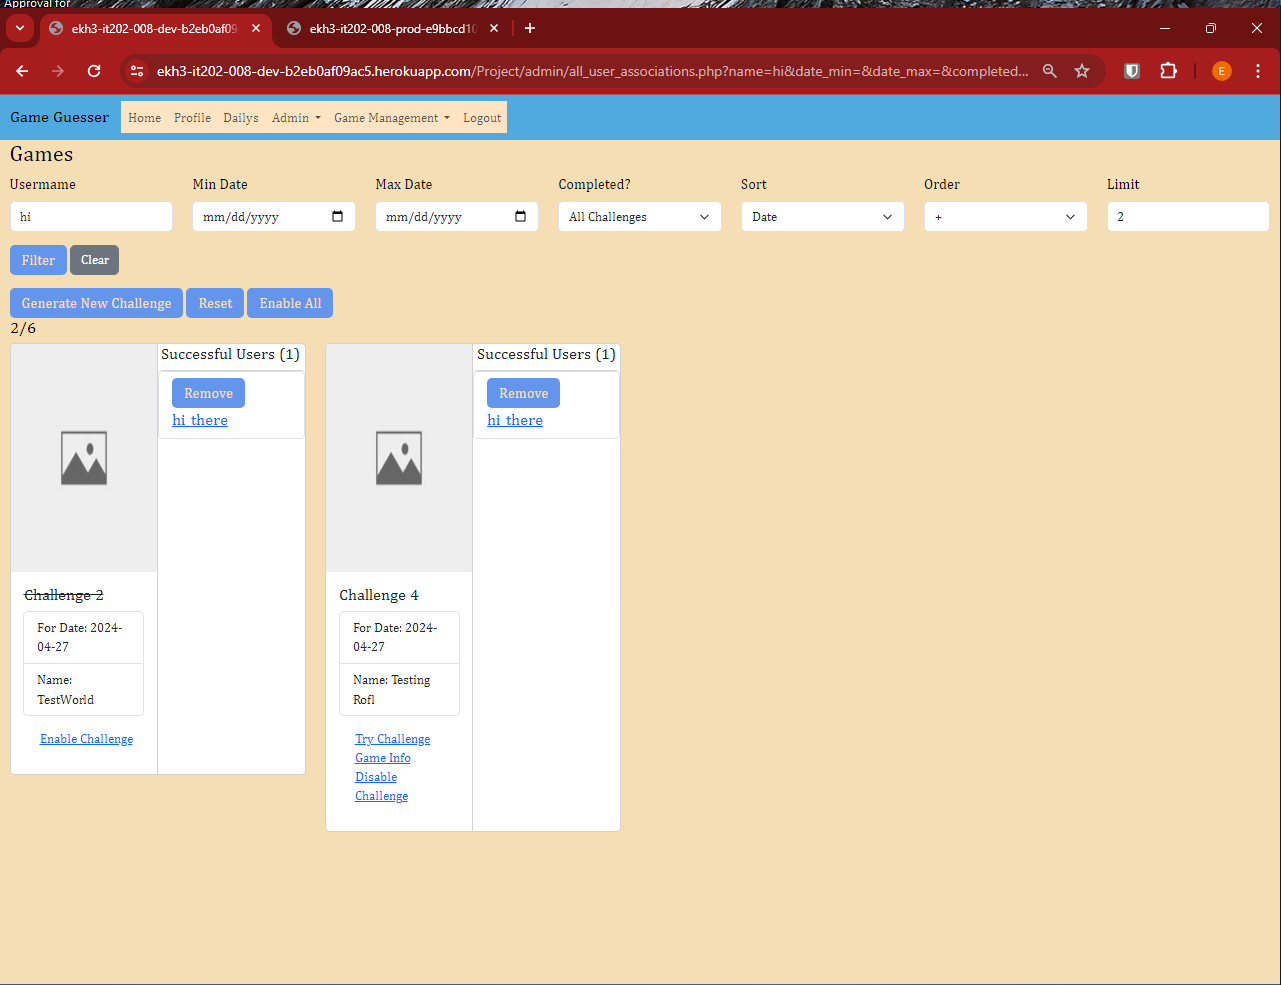 Approval for
ekh3-it202-008-dev-b2eb0af09
ekh3-it202-008-prod-e9bbcd10
ekh3-it202-008-dev-b2eb0af09ac5.herokuapp.com/Project/admin/all_user_associations.php?name=hi&date_min=&date_max=&completed...
E
Game Guesser Home Profile Dailys Admin Game Management Logout
Games
Username Min Date Max Date Completed? Sort Order Limit
hi mm/dd/yyyy mm/dd/yyyy All Challenges Date + 2
Filter Clear
Generate New Challenge Reset Enable All
2/6
Successful Users (1)
Remove
hi there
Challenge 2
For Date: 2024-
04-27
Name:
TestWorld
Enable Challenge
Successful Users (1)
Remove
hi there
Challenge 4
For Date: 2024-
04-27
Name: Testing
Rofl
Try Challenge
Game Info
Disable
Challenge